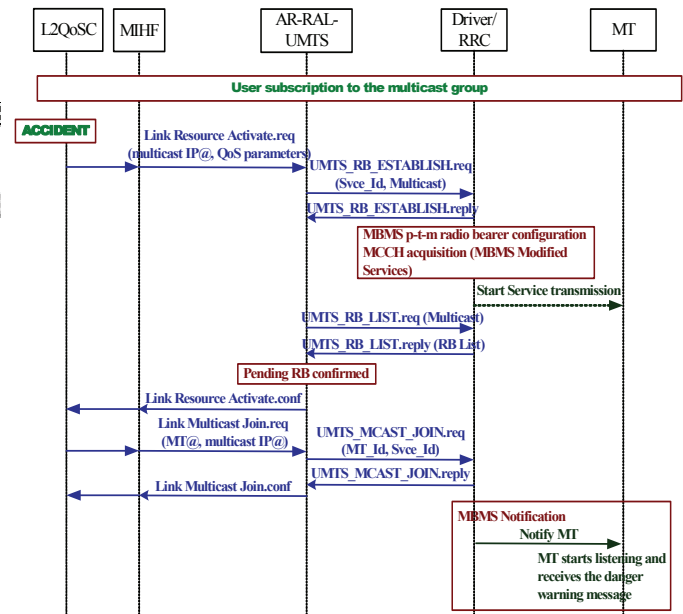 L2QoSC
MIHF
AR-RAL-
UMTS
Driver/
RRC
MT
User subscription to the multicast group
ACCIDENT
Link Resource Activate.req
(multicast IP@, QoS parameters)
UMTS_RB_ESTABLISH.req
(Svce_Id, Multicast)
UMTS_RB_ESTABLISH.reply
MBMS p-t-m radio bearer configuration
MCCH acquisition (MBMS Modified
Services)
Start Service transmission
UMTS_RB_LIST.req (Multicast)
UMTS_RB_LIST.reply (RB List)
Pending RB confirmed
Link Resource Activate.conf
Link Multicast Join.req
(MT@, multicast IP@)
UMTS_MCAST_JOIN.req
(MT_Id, Svce_Id)
UMTS_MCAST_JOIN.reply
Link Multicast Join.conf
MBMS Notification
Notify MT
MT starts listening and
receives the danger
warning message